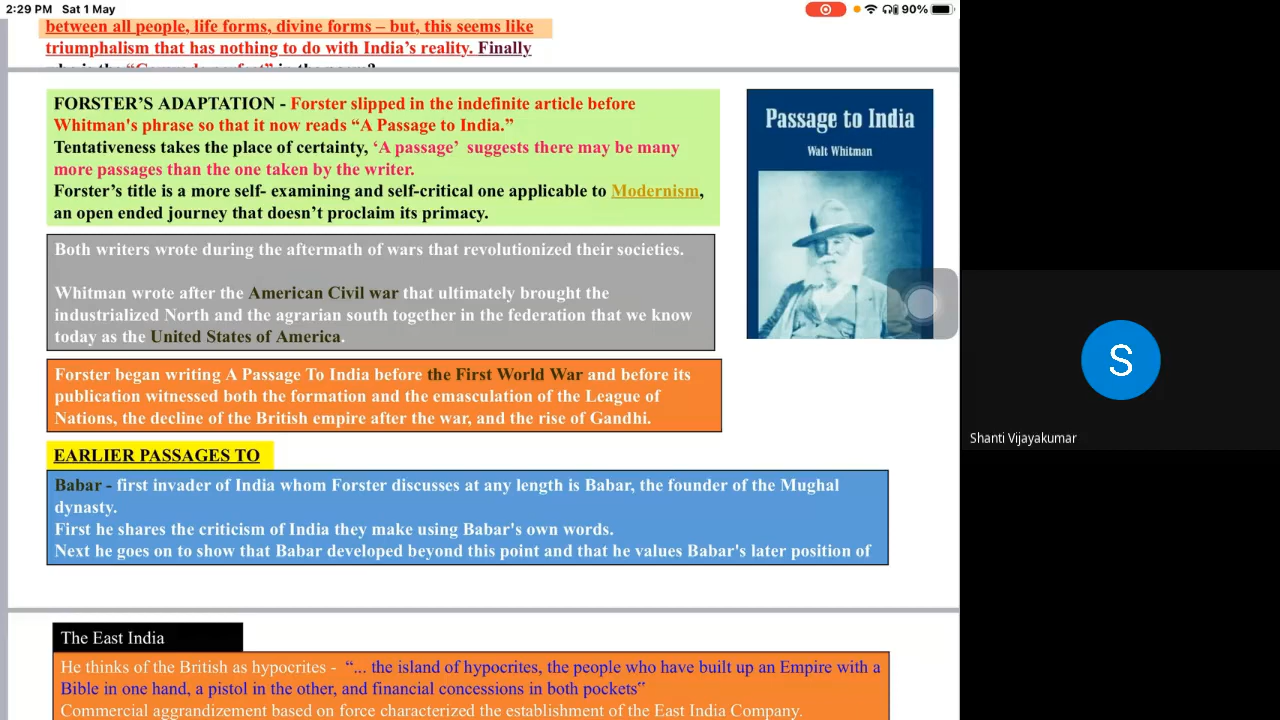 2:29 PM Sat 1 May
90%
between all people, life forms, divine forms – but, this seems like
triumphalism that has nothing to do with India's reality. Finally
who is the “Comrade perfect” in the poem?
FORSTER'S ADAPTATION - Forster slipped in the indefinite article before
Whitman's phrase so that it now reads “A Passage to India.”
Tentativeness takes the place of certainty, ‘A passage’ suggests there may be many
more passages than the one taken by the writer.
Forster's title is a more self- examining and self-critical one applicable to Modernism,
an open ended journey that doesn't proclaim its primacy.
Passage to India
Walt Whitman
Both writers wrote during the aftermath of wars that revolutionized their societies.
Whitman wrote after the American Civil war that ultimately brought the
industrialized North and the agrarian south together in the federation that we know
today as the United States of America.
Forster began writing A Passage To India before the First World War and before its
publication witnessed both the formation and the emasculation of the League of
Nations, the decline of the British empire after the war, and the rise of Gandhi.
EARLIER PASSAGES TO
Babar - first invader of India whom Forster discusses at any length is Babar, the founder of the Mughal
dynasty.
First he shares the criticism of India they make using Babar's own words.
Next he goes on to show that Babar developed beyond this point and that he values Babar's later position of
The East India
He thinks of the British as hypocrites - “... the island of hypocrites, the people who have built up an Empire with a
Bible in one hand, a pistol in the other, and financial concessions in both pockets“
Commercial aggrandizement based on force characterized the establishment of the East India Company.
S
Shanti Vijayakumar